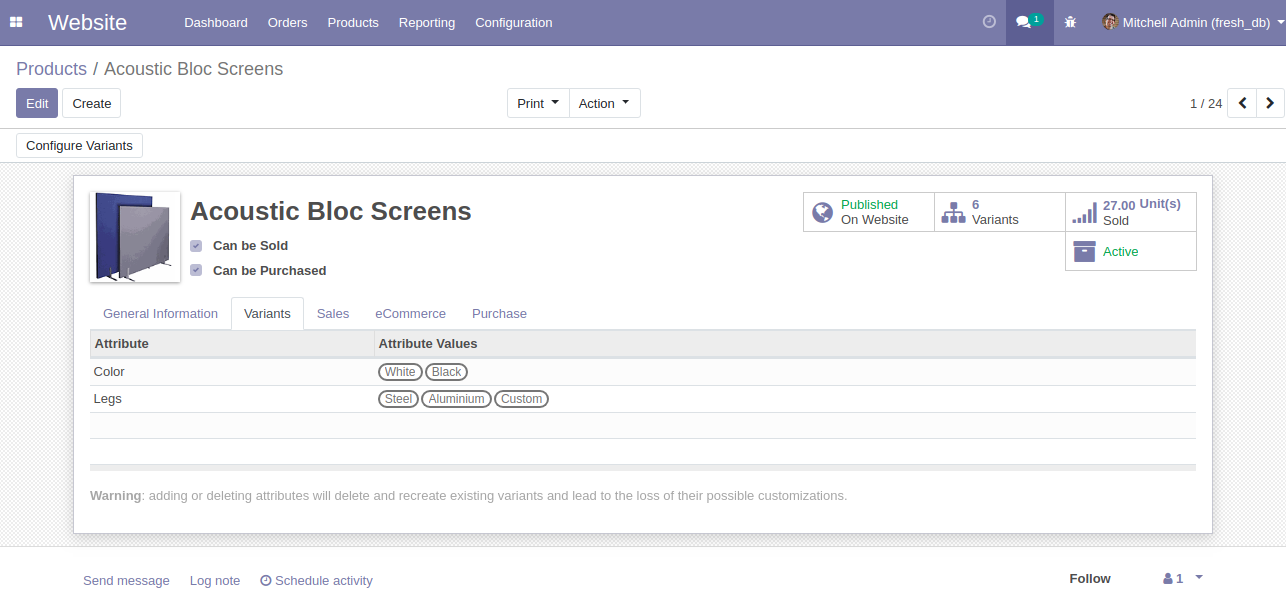 Website Dashboard Orders Products Reporting Configuration 1 Mitchell Admin (fresh_db)
Products / Acoustic Bloc Screens
Edit Create Print Action 1 / 24
Configure Variants
Acoustic Bloc Screens
Can be Sold
Can be Purchased
Published
On Website
6
Variants
27.00 Unit(s)
Sold
Active
General Information Variants Sales eCommerce Purchase
Attribute Attribute Values
Color White Black
Legs Steel Aluminium Custom
Warning: adding or deleting attributes will delete and recreate existing variants and lead to the loss of their possible customizations.
Send message Log note Schedule activity Follow 1